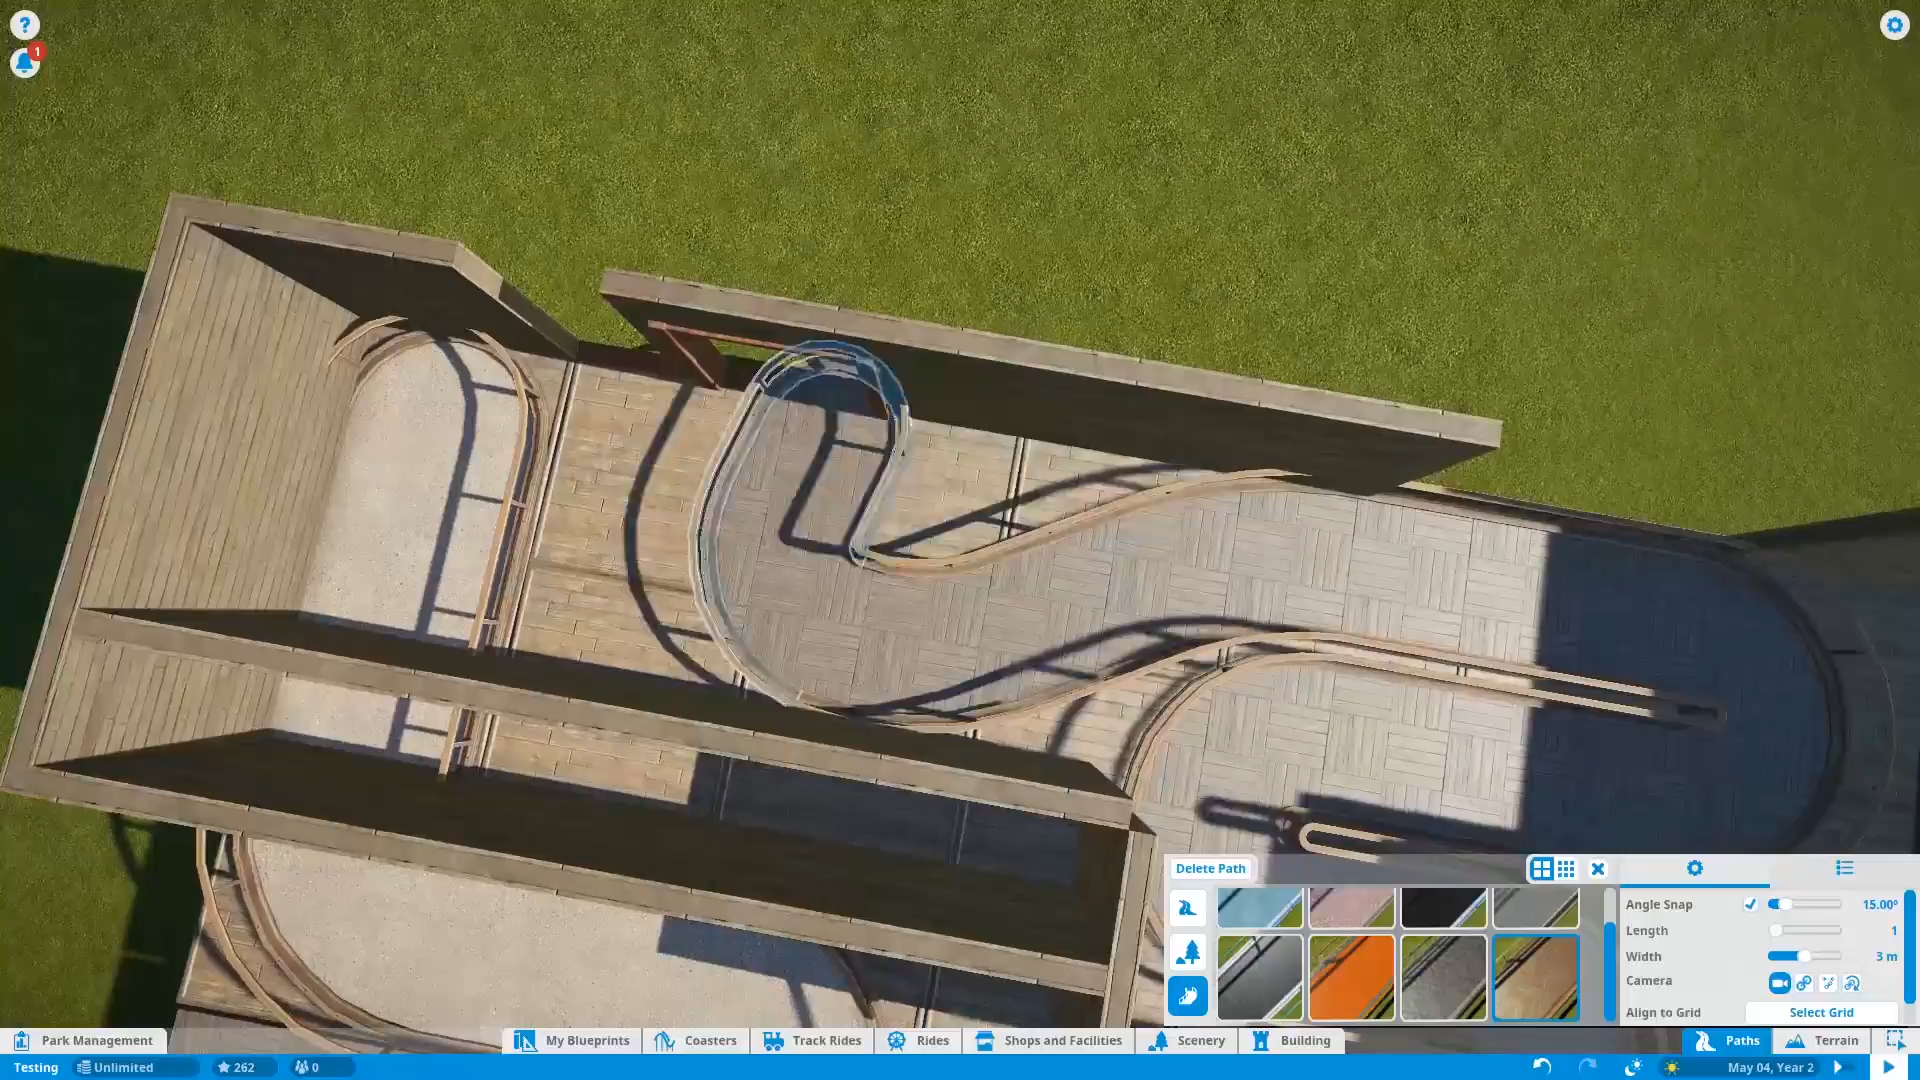 ?
1
Delete Path
Angle Snap 15.00°
Length 1
Width 3 m
Camera
Align to Grid Select Grid
Park Management My Blueprints Coasters Track Rides Rides Shops and Facilities Scenery Building Paths Terrain
Testing Unlimited 262 0 May 04, Year 2